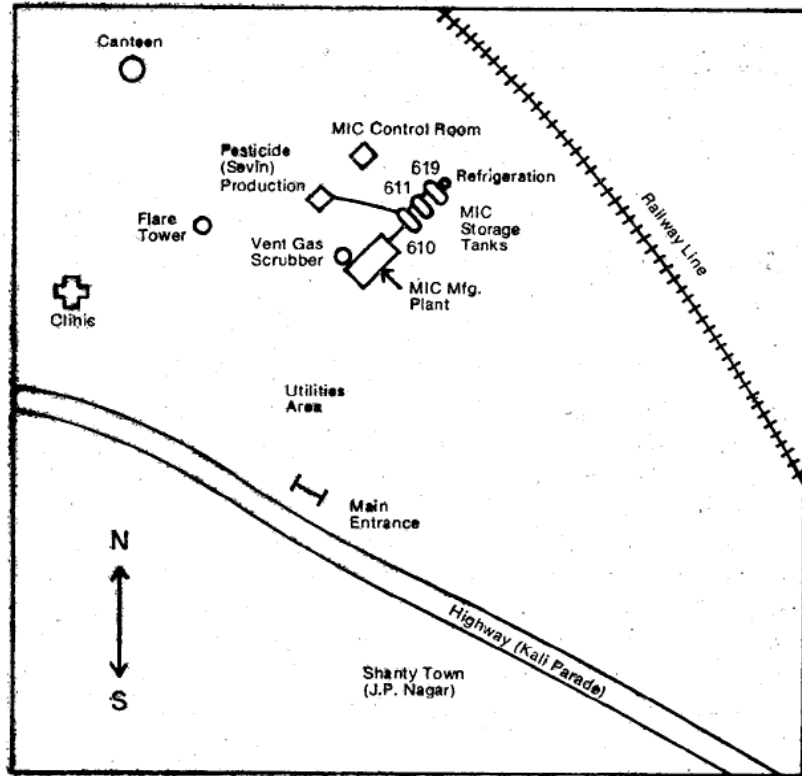 Canteen
MIC Control Room
Pesticide
(Sevin)
Production
619
611
Refrigeration
MIC
Storage
Tanks
Flare
Tower
610
Vent Gas
Scrubber
MIC Mfg.
Plant
Clinic
Railway Line
Utilities
Area
Main
Entrance
N
S
Highway (Kali Parade)
Shanty Town
(J.P. Nagar)